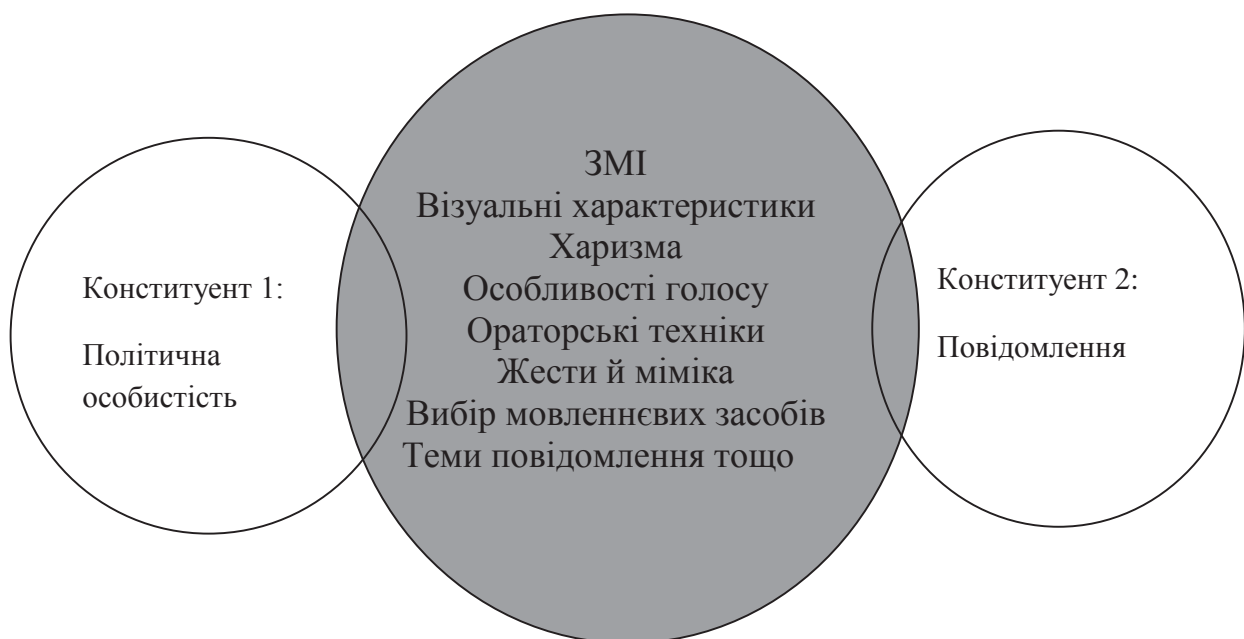 Конституент 1:
Політична
особистість
ЗМІ
Візуальні характеристики
Харизма
Особливості голосу
Ораторські техніки
Жести й міміка
Вибір мовленнєвих засобів
Теми повідомлення тощо
Конституент 2:
Повідомлення